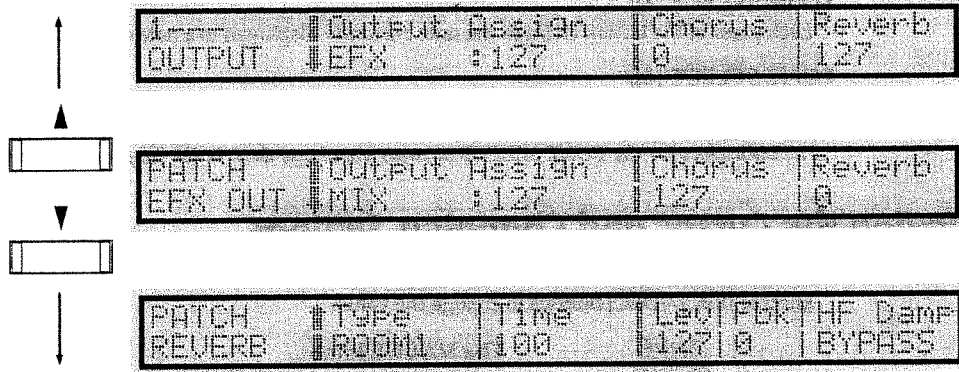 1--- Output Assign Chorus Reverb
OUTPUT EFX :127 0 127
PATCH Output Assign Chorus Reverb
EFX OUT MIX :127 127 0
PATCH Type Time Lev Fbk HF Damp
REVERB ROOM1 100 127 0 BYPASS